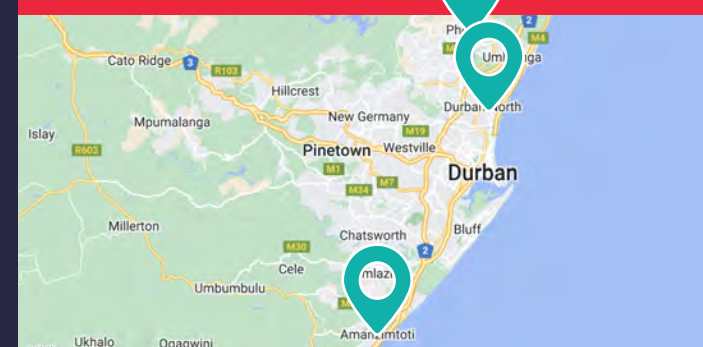 2
M4
Cato Ridge
3
R103
Hillcrest
Durban North
Mpumalanga
New Germany
M19
Islay
R603
Pinetown
Westville
M1
M7
M34
Durban
Millerton
Chatsworth
Bluff
M30
2
Cele
Umbumbulu
Amanzimtoti
Ukhalo
Ogagwini